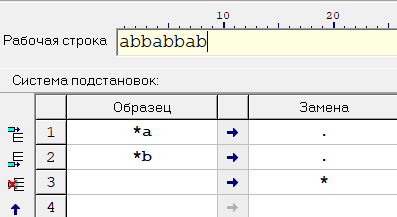 10 20
Рабочая строка abbabbab
Система подстановок:
Образец Замена
1 *a → .
2 *b → .
3 → *
4 →